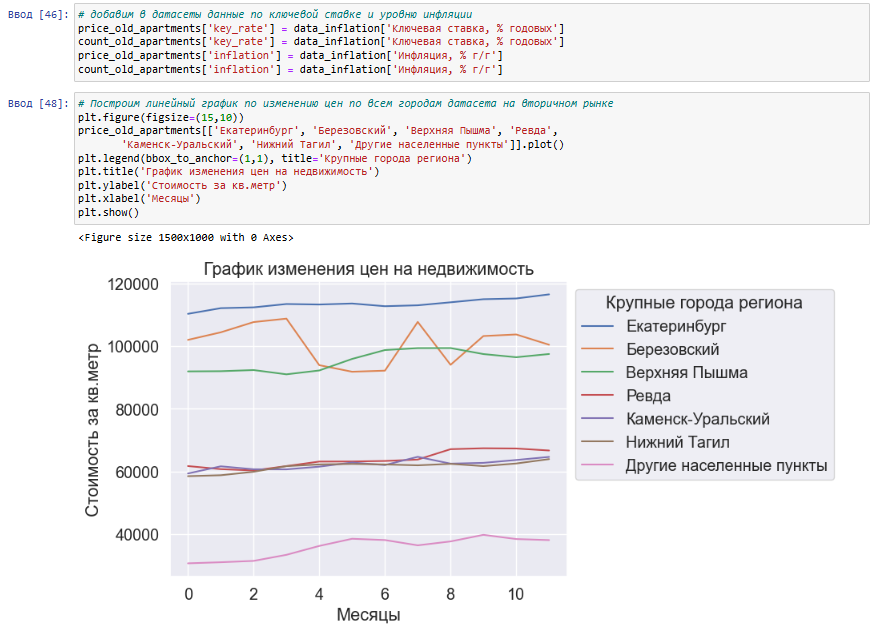 Ввод [46]: # добавим в датасеты данные по ключевой ставке и уровню инфляции
price_old_apartments['key_rate'] = data_inflation['Ключевая ставка, % годовых']
count_old_apartments['key_rate'] = data_inflation['Ключевая ставка, % годовых']
price_old_apartments['inflation'] = data_inflation['Инфляция, % г/г']
count_old_apartments['inflation'] = data_inflation['Инфляция, % г/г']
Ввод [48]: # Построим линейный график по изменению цен по всем городам датасета на вторичном рынке
plt.figure(figsize=(15,10))
price_old_apartments[['Екатеринбург', 'Березовский', 'Верхняя Пышма', 'Ревда',
'Каменск-Уральский', 'Нижний Тагил', 'Другие населенные пункты']].plot()
plt.legend(bbox_to_anchor=(1,1), title='Крупные города региона')
plt.title('График изменения цен на недвижимость')
plt.ylabel('Стоимость за кв.метр')
plt.xlabel('Месяцы')
plt.show()
<Figure size 1500x1000 with 0 Axes>
График изменения цен на недвижимость
Стоимость за кв.метр
120000
100000
80000
60000
40000
0 2 4 6 8 10
Месяцы
Крупные города региона
Екатеринбург
Березовский
Верхняя Пышма
Ревда
Каменск-Уральский
Нижний Тагил
Другие населенные пункты